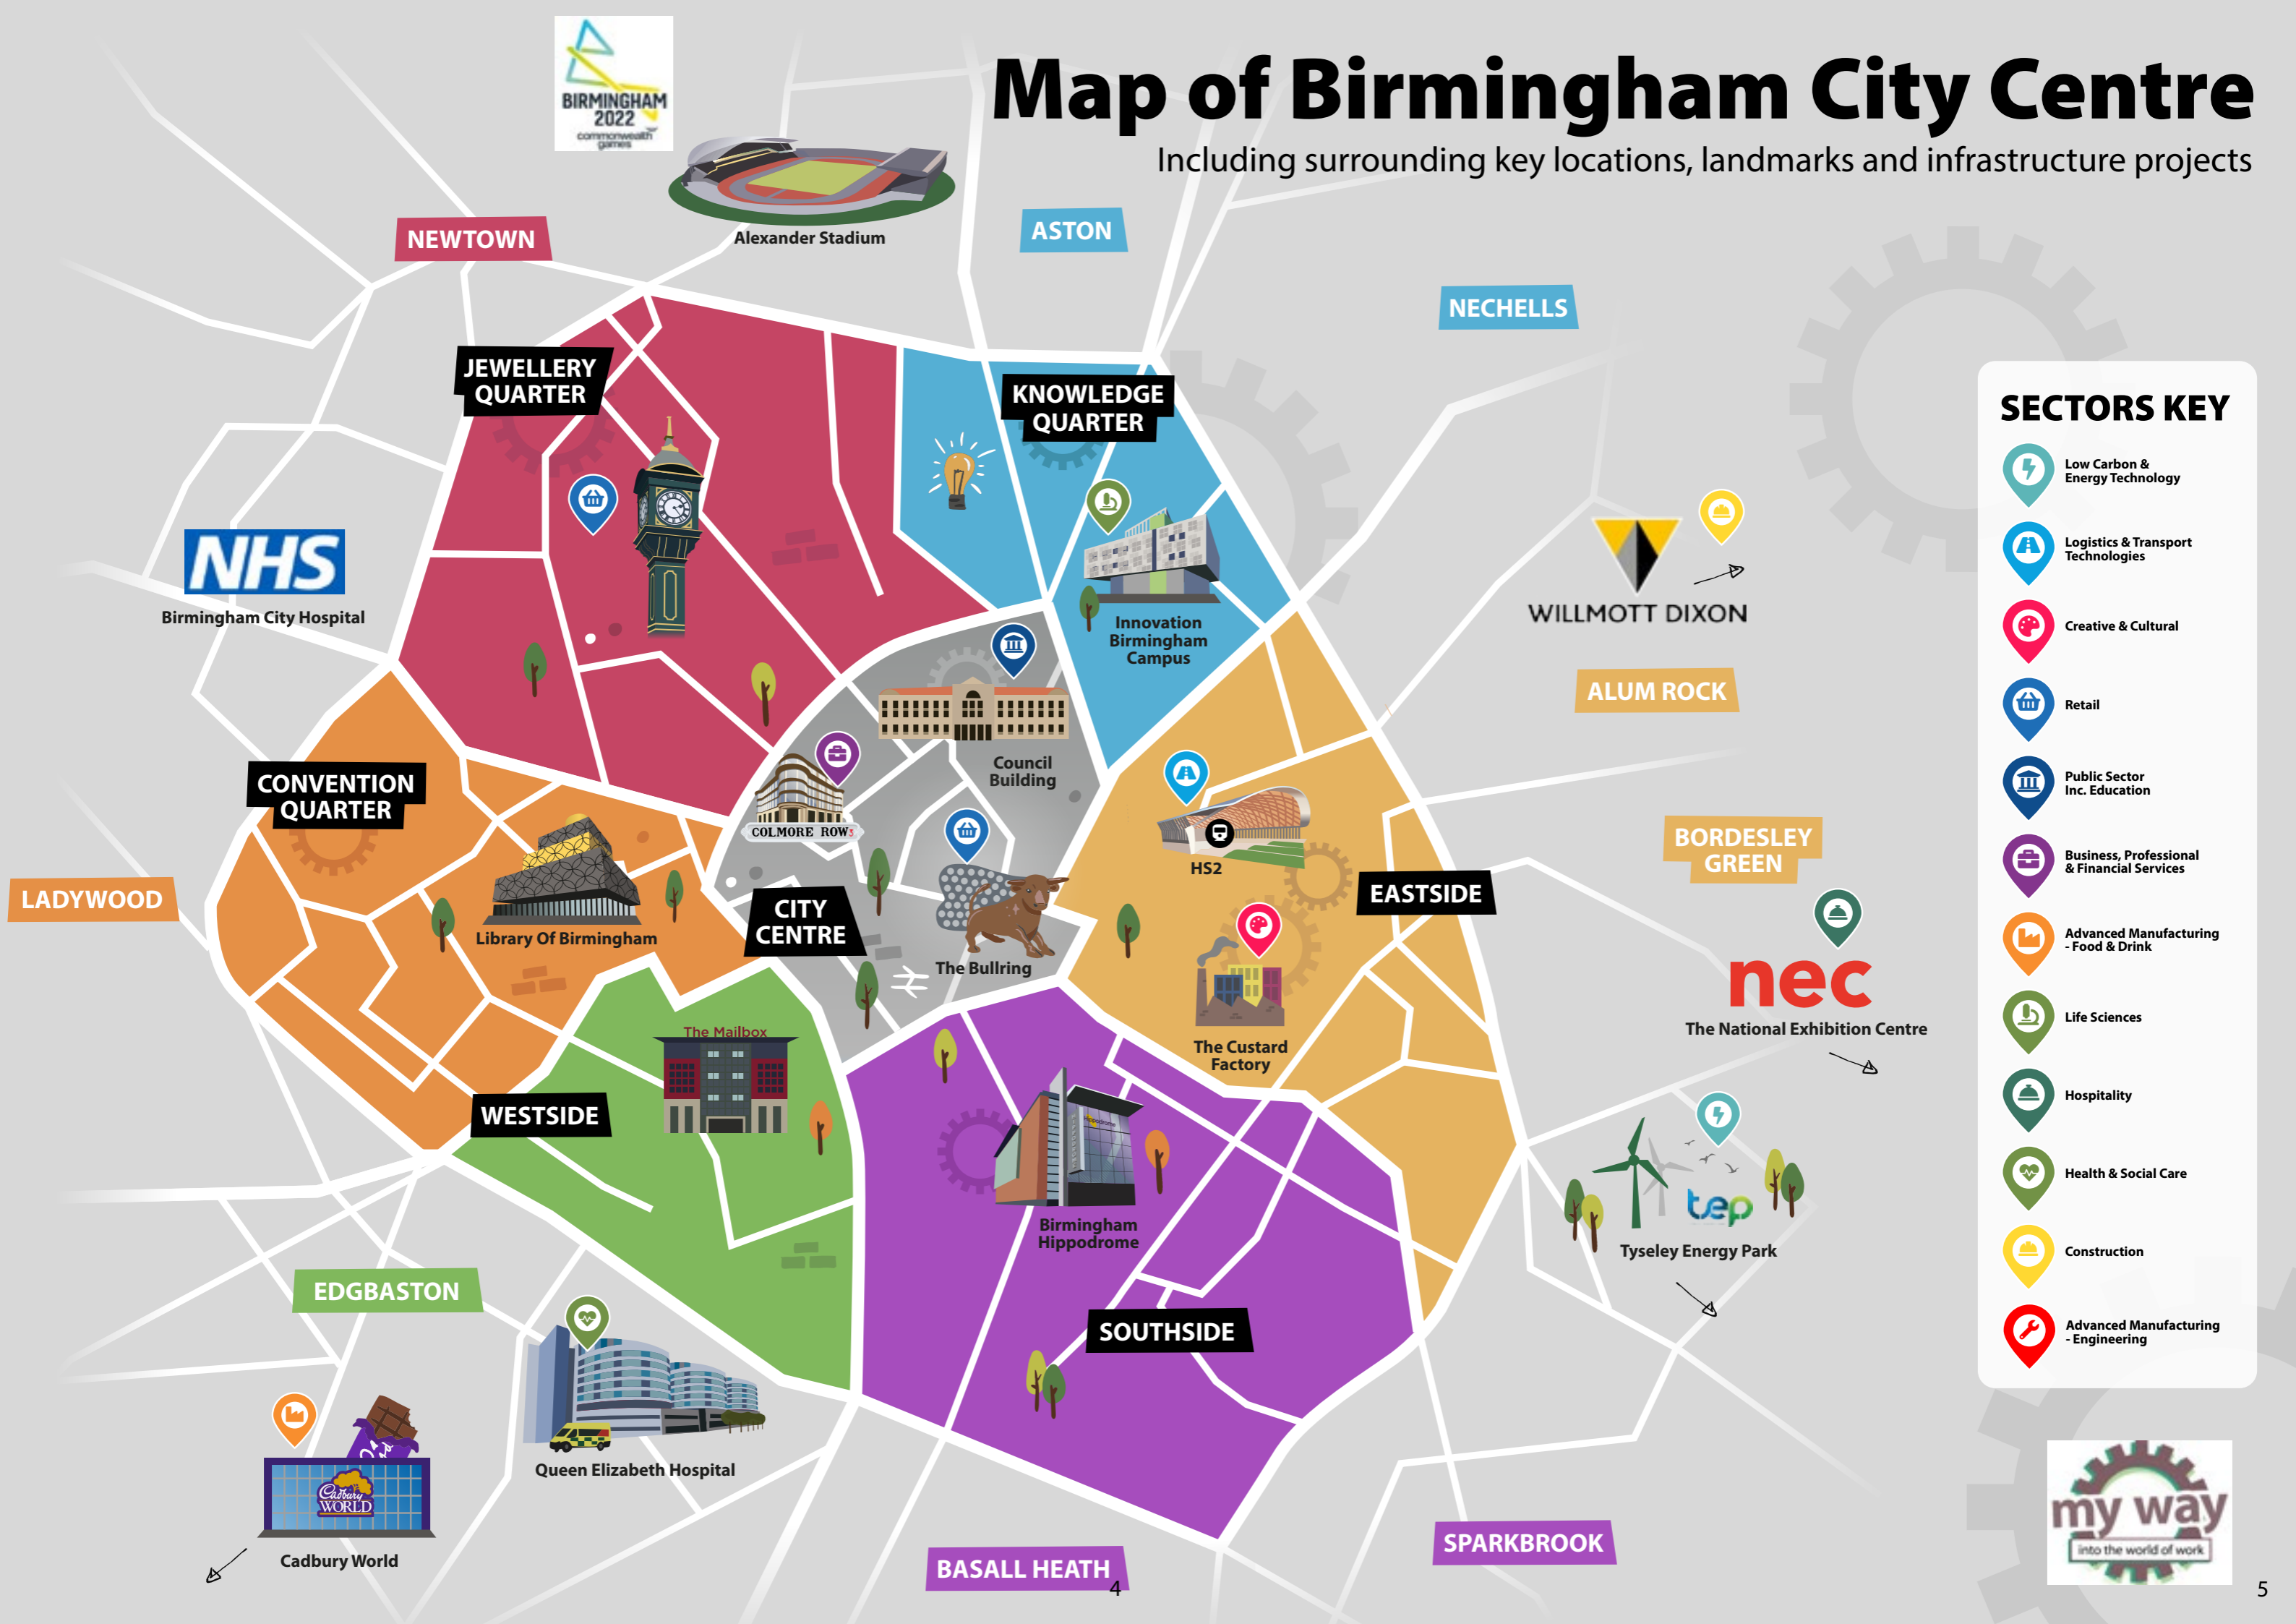 Map of Birmingham City Centre
Including surrounding key locations, landmarks and infrastructure projects
BIRMINGHAM
2022
commonwealth
games
Alexander Stadium
NEWTOWN
ASTON
NECHELLS
JEWELLERY
QUARTER
KNOWLEDGE
QUARTER
NHS
Birmingham City Hospital
Innovation
Birmingham
Campus
WILLMOTT DIXON
ALUM ROCK
CONVENTION
QUARTER
Council
Building
COLMORE ROW
BORDESLEY
GREEN
HS2
LADYWOOD
Library Of Birmingham
CITY
CENTRE
The Bullring
EASTSIDE
nec
The National Exhibition Centre
The Mailbox
The Custard
Factory
WESTSIDE
Birmingham
Hippodrome
tep
Tyseley Energy Park
EDGBASTON
SOUTHSIDE
Queen Elizabeth Hospital
Cadbury
WORLD
Cadbury World
BASALL HEATH
SPARKBROOK
SECTORS KEY
Low Carbon &
Energy Technology
Logistics & Transport
Technologies
Creative & Cultural
Retail
Public Sector
Inc. Education
Business, Professional
& Financial Services
Advanced Manufacturing
- Food & Drink
Life Sciences
Hospitality
Health & Social Care
Construction
Advanced Manufacturing
- Engineering
my way
into the world of work
4
5